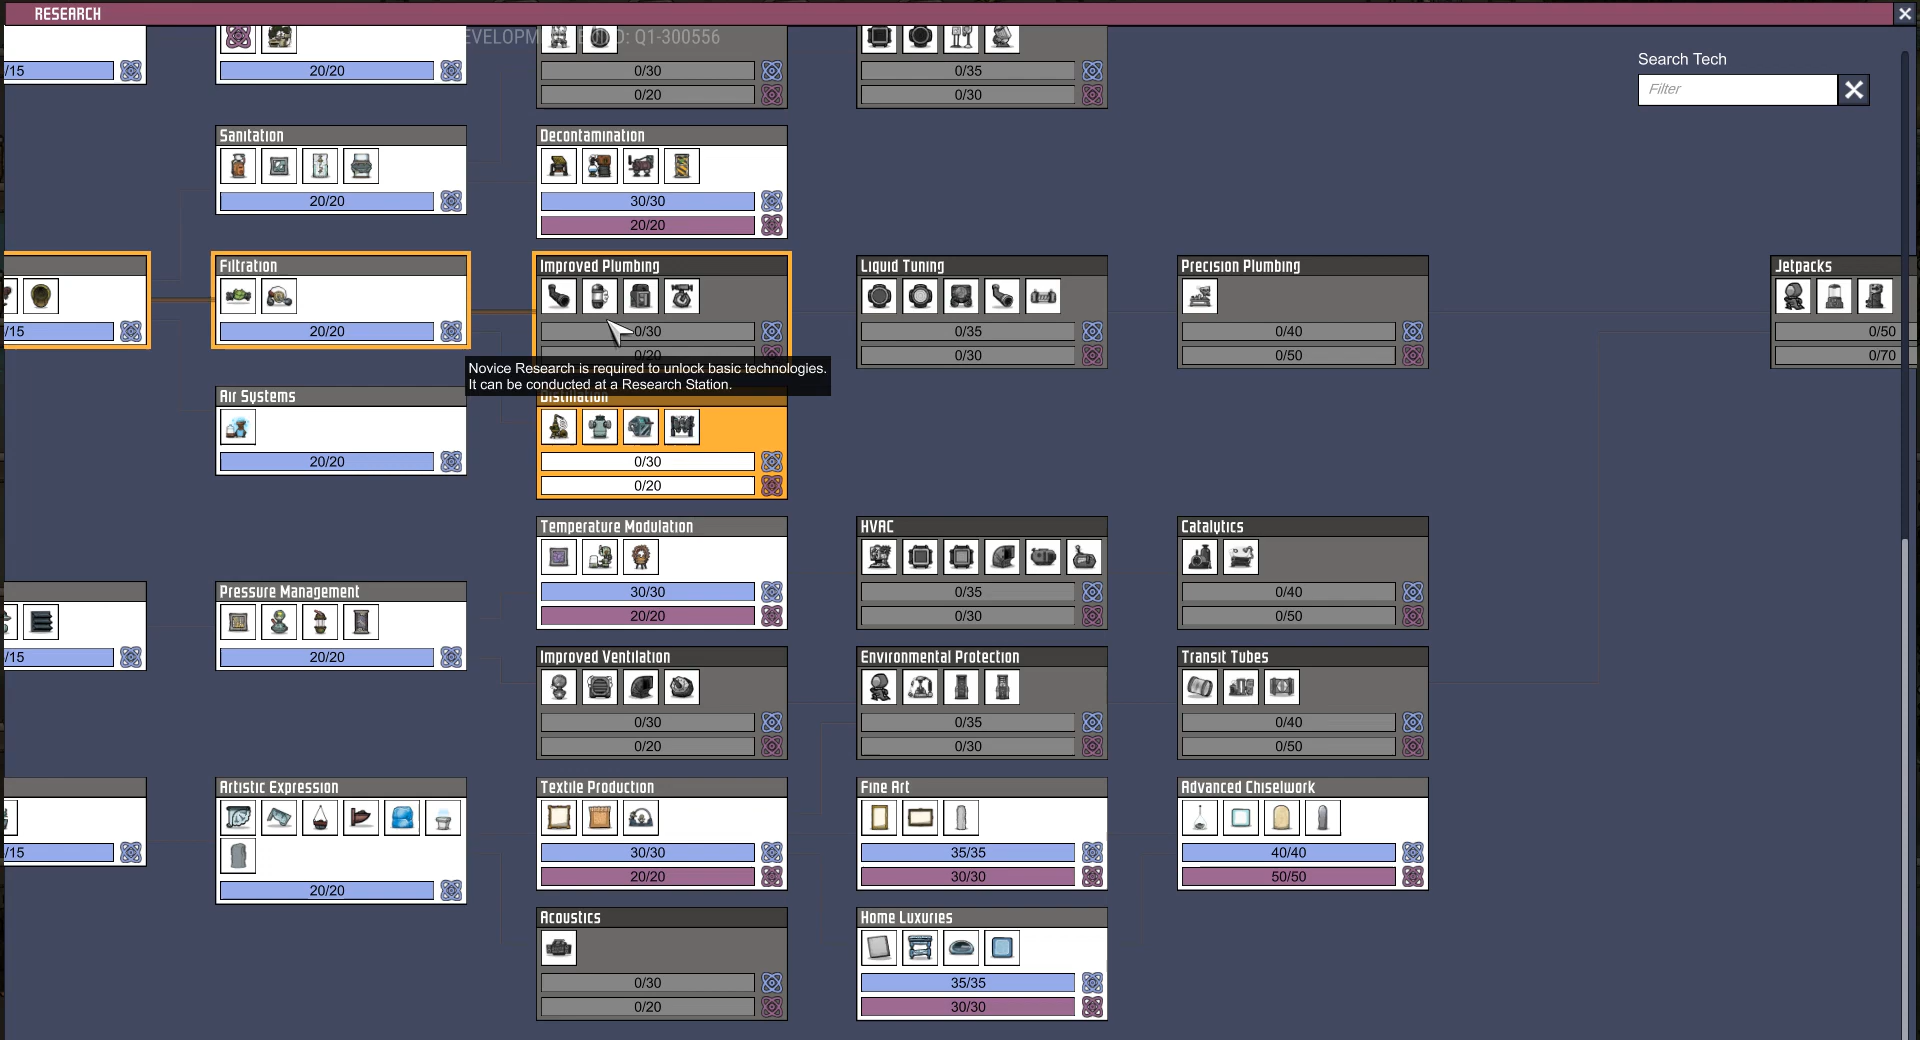 RESEARCH
EVELOPM
D: Q1-300556
Search Tech
Filter
/15
20/20
0/30
0/20
0/35
0/30
Sanitation
20/20
Decontamination
30/30
20/20
/15
Filtration
20/20
Improved Plumbing
0/30
0/20
Liquid Tuning
0/35
0/30
Precision Plumbing
0/40
0/50
Jetpacks
0/50
0/70
Novice Research is required to unlock basic technologies.
It can be conducted at a Research Station.
Air Systems
20/20
Distillation
0/30
0/20
Temperature Modulation
30/30
20/20
HVAC
0/35
0/30
Catalytics
0/40
0/50
/15
Pressure Management
20/20
Improved Ventilation
0/30
0/20
Environmental Protection
0/35
0/30
Transit Tubes
0/40
0/50
/15
Artistic Expression
20/20
Textile Production
30/30
20/20
Fine Art
35/35
30/30
Advanced Chiselwork
40/40
50/50
Acoustics
0/30
0/20
Home Luxuries
35/35
30/30